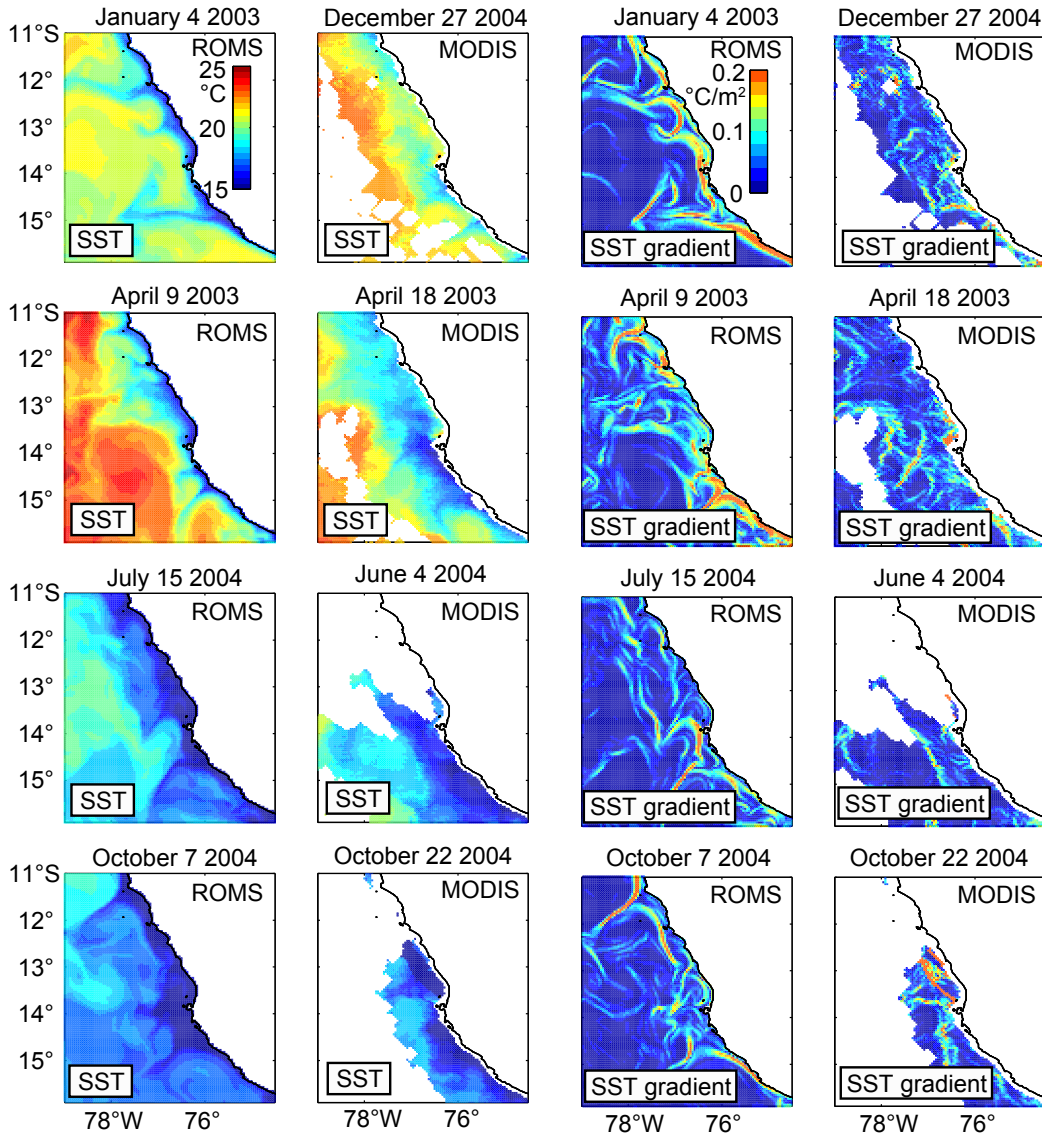 January 4 2003 December 27 2004 January 4 2003 December 27 2004
11°S ROMS MODIS ROMS MODIS
25 0.2
°C °C/m²
12°
20 0.1
13°
14°
15 0
15°
SST SST SST gradient SST gradient
April 9 2003 April 18 2003 April 9 2003 April 18 2003
11°S ROMS MODIS ROMS MODIS
12°
13°
14°
15°
SST SST SST gradient SST gradient
July 15 2004 June 4 2004 July 15 2004 June 4 2004
11°S ROMS MODIS ROMS MODIS
12°
13°
14°
15°
SST SST SST gradient SST gradient
October 7 2004 October 22 2004 October 7 2004 October 22 2004
11°S ROMS MODIS ROMS MODIS
12°
13°
14°
15°
SST SST SST gradient SST gradient
78°W 76° 78°W 76° 78°W 76° 78°W 76°